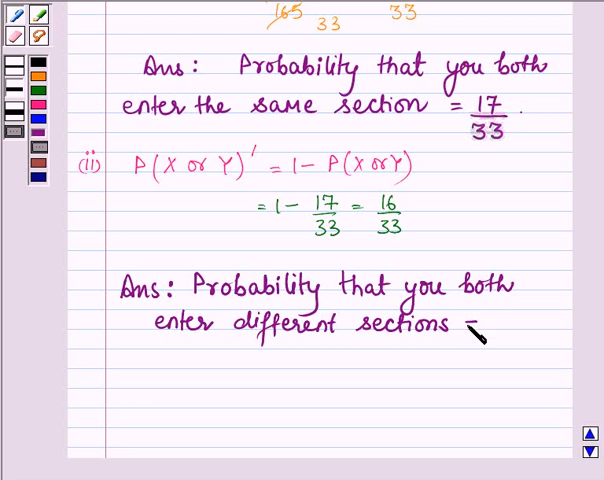 165 33
33
Ans: Probability that you both
enter the same section = 17/33.
(ii) P(X or Y)' = 1 - P(X or Y)
= 1 - 17/33 = 16/33
Ans: Probability that you both
enter different sections =